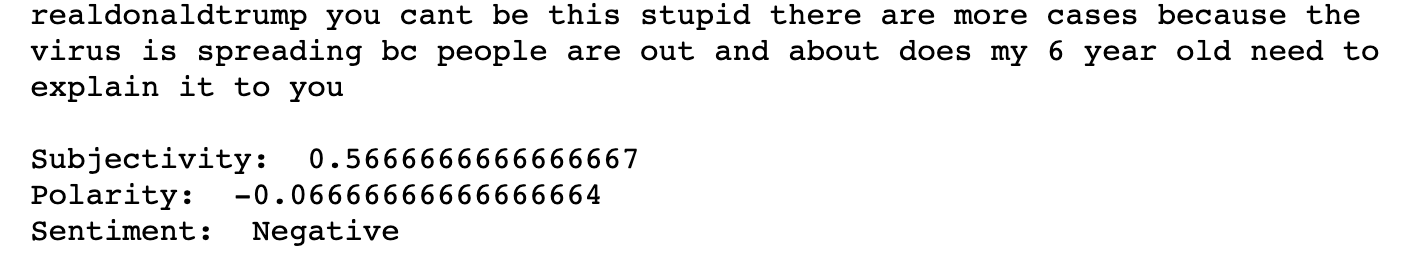 realdonaldtrump you cant be this stupid there are more cases because the
virus is spreading bc people are out and about does my 6 year old need to
explain it to you
Subjectivity: 0.5666666666666667
Polarity: -0.06666666666666664
Sentiment: Negative